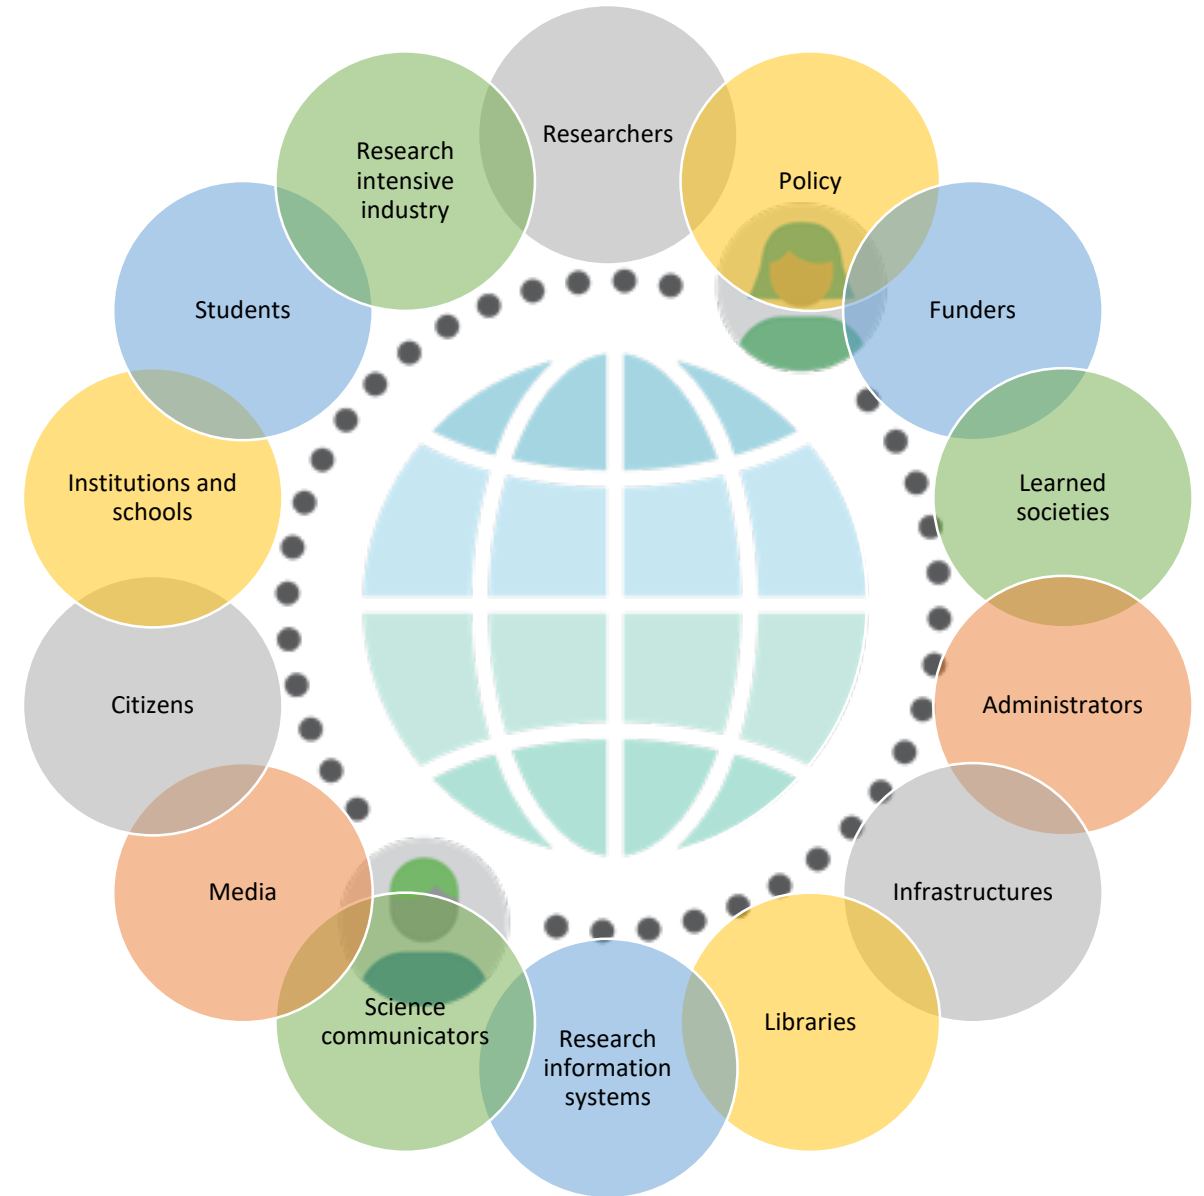 Researchers
Policy
Funders
Learned
societies
Administrators
Infrastructures
Libraries
Research
information
systems
Science
communicators
Media
Citizens
Institutions and
schools
Students
Research
intensive
industry